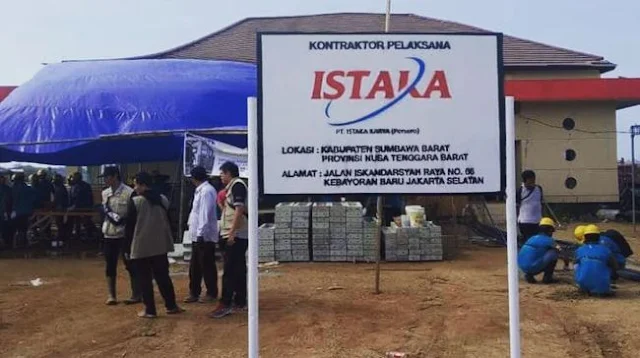 KONTRAKTOR PELAKSANA
ISTAKA
PT. ISTAKA KARYA (Persero)
LOKASI : KABUPATEN SUMBAWA BARAT
PROVINSI NUSA TENGGARA BARAT
ALAMAT : JALAN ISKANDARSYAH RAYA NO. 66
KEBAYORAN BARU JAKARTA SELATAN